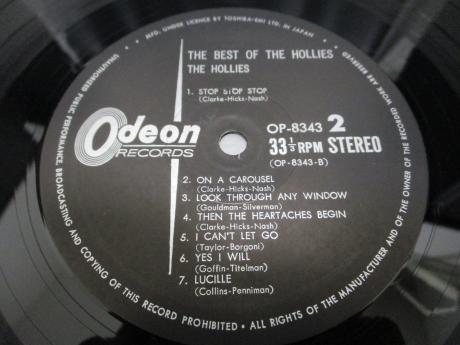 MFD. UNDER LICENCE BY TOSHIBA-EMI LTD. IN JAPAN • ALL RIGHTS OF THE MANUFACTURER AND OF THE OWNER OF THE RECORDED WORK ARE RESERVED
UNAUTHORISED PUBLIC PERFORMANCE, BROADCASTING AND COPYING OF THIS RECORD PROHIBITED •
THE BEST OF THE HOLLIES
THE HOLLIES
1. STOP STOP STOP
(Clarke-Hicks-Nash)
Odeon
RECORDS
OP-8343 2
33 1/3 RPM STEREO
(OP-8343-B)
2. ON A CAROUSEL
(Clarke-Hicks-Nash)
3. LOOK THROUGH ANY WINDOW
(Gouldman-Silverman)
4. THEN THE HEARTACHES BEGIN
(Clarke-Hicks-Nash)
5. I CAN'T LET GO
(Taylor-Borgoni)
6. YES I WILL
(Goffin-Titelman)
7. LUCILLE
(Collins-Penniman)